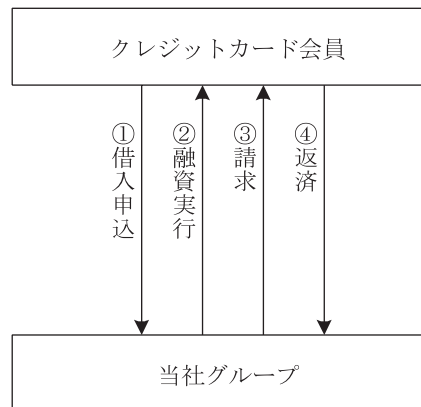 クレジットカード会員
①借入申込
②融資実行
③請求
④返済
当社グループ